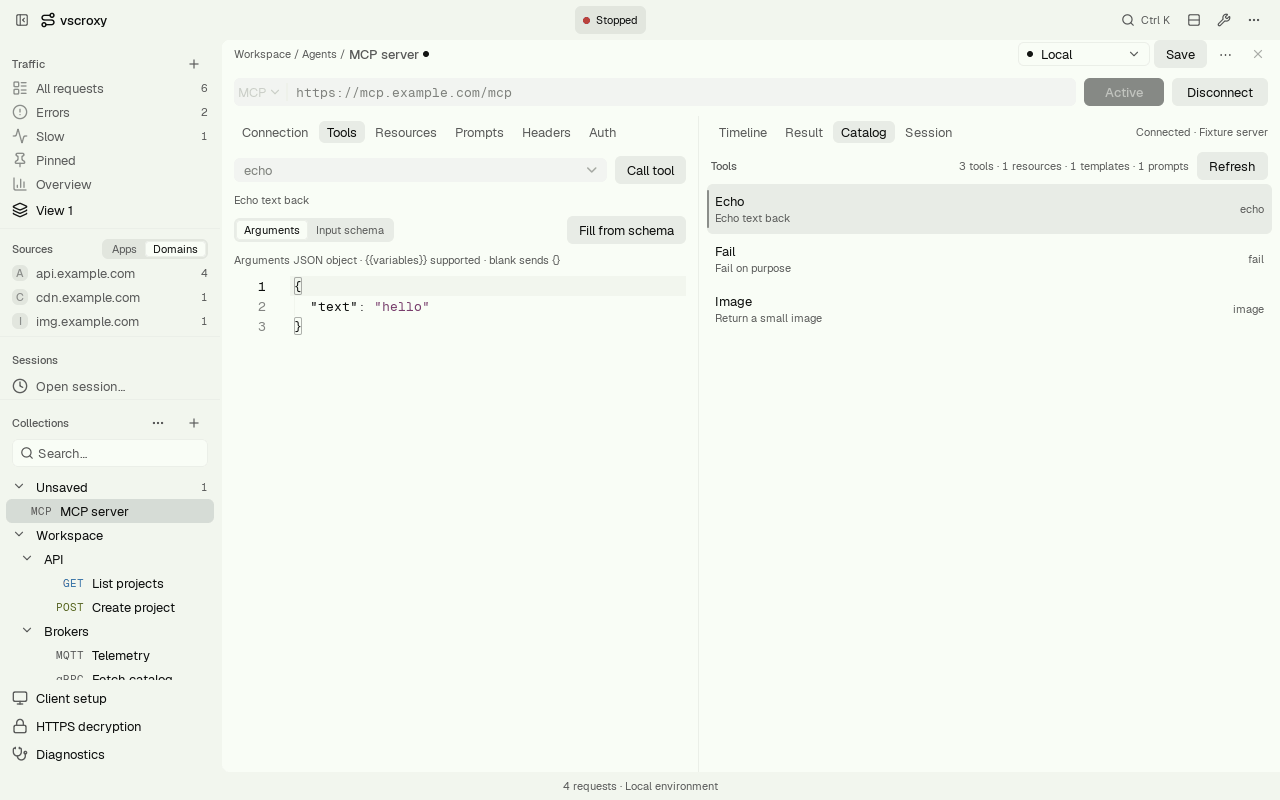 vscroxy
Stopped
Ctrl K
Traffic
All requests 6
Errors 2
Slow 1
Pinned
Overview
View 1
Sources Apps Domains
A api.example.com 4
C cdn.example.com 1
I img.example.com 1
Sessions
Open session...
Collections
Search...
Unsaved 1
MCP MCP server
Workspace
API
GET List projects
POST Create project
Brokers
MQTT Telemetry
gRPC Fetch catalog
Client setup
HTTPS decryption
Diagnostics
Workspace / Agents / MCP server
Local
Save
MCP https://mcp.example.com/mcp
Active
Disconnect
Connection Tools Resources Prompts Headers Auth
echo
Call tool
Echo text back
Arguments Input schema
Fill from schema
Arguments JSON object · {{variables}} supported · blank sends {}
1 {
2 "text": "hello"
3 }
Timeline Result Catalog Session
Connected · Fixture server
Tools
3 tools · 1 resources · 1 templates · 1 prompts
Refresh
Echo
Echo text back
echo
Fail
Fail on purpose
fail
Image
Return a small image
image
4 requests · Local environment